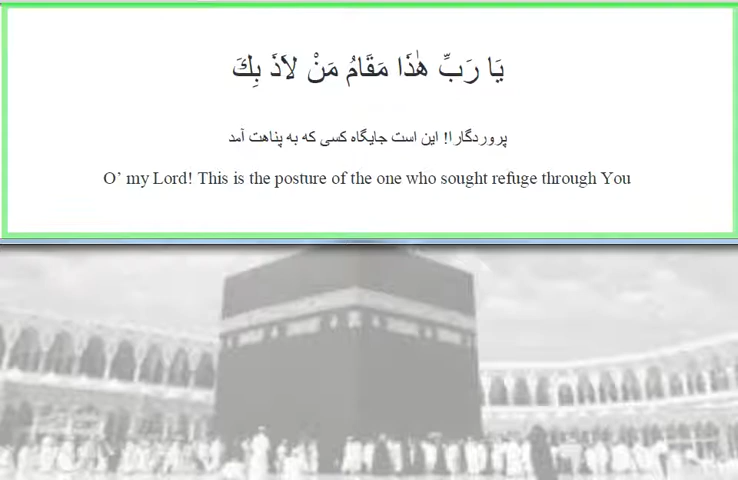 يَا رَبِّ هٰذَا مَقَامُ مَنْ لاَذَ بِكَ
پروردگارا! این است جایگاه کسی که به پناهت آمد
O’ my Lord! This is the posture of the one who sought refuge through You